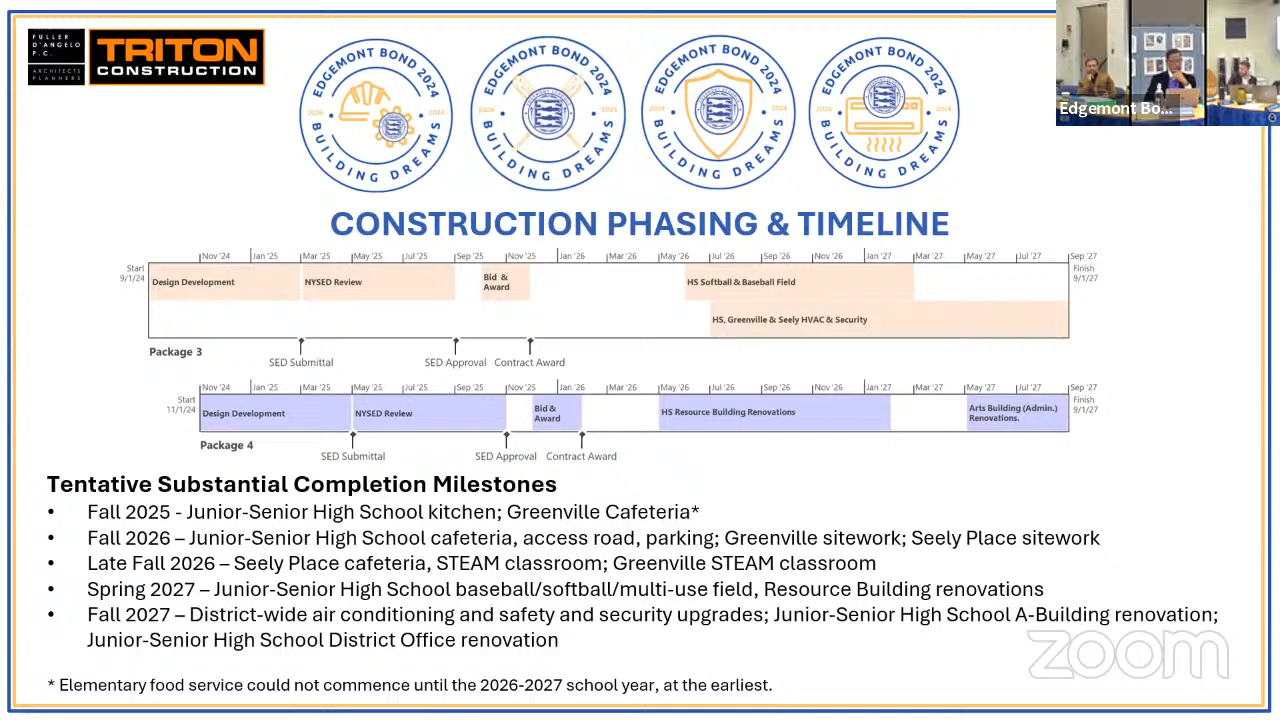 FULLER
D'ANGELO
P.C.
ARCHITECTS
PLANNERS
TRITON
CONSTRUCTION
EDGEMONT BOND 2024
2024 2024
BUILDING DREAMS
EDGEMONT BOND 2024
BUILDING DREAMS
EDGEMONT BOND 2024
2024 2024
BUILDING DREAMS
EDGEMONT BOND 2024
2024 2024
BUILDING DREAMS
Edgemont Bo...
CONSTRUCTION PHASING & TIMELINE
Nov '24 Jan '25 Mar '25 May '25 Jul '25 Sep '25 Nov '25 Jan '26 Mar '26 May '26 Jul '26 Sep '26 Nov '26 Jan '27 Mar '27 May '27 Jul '27 Sep '27
Start
9/1/24
Design Development NYSED Review Bid &
Award
HS Softball & Baseball Field
Finish
9/1/27
HS, Greenville & Seely HVAC & Security
Package 3
SED Submittal SED Approval Contract Award
Nov '24 Jan '25 Mar '25 May '25 Jul '25 Sep '25 Nov '25 Jan '26 Mar '26 May '26 Jul '26 Sep '26 Nov '26 Jan '27 Mar '27 May '27 Jul '27 Sep '27
Start
11/1/24
Design Development NYSED Review Bid &
Award
HS Resource Building Renovations
Arts Building (Admin.)
Renovations.
Finish
9/1/27
Package 4
SED Submittal SED Approval Contract Award
Tentative Substantial Completion Milestones
• Fall 2025 - Junior-Senior High School kitchen; Greenville Cafeteria*
• Fall 2026 – Junior-Senior High School cafeteria, access road, parking; Greenville sitework; Seely Place sitework
• Late Fall 2026 – Seely Place cafeteria, STEAM classroom; Greenville STEAM classroom
• Spring 2027 – Junior-Senior High School baseball/softball/multi-use field, Resource Building renovations
• Fall 2027 – District-wide air conditioning and safety and security upgrades; Junior-Senior High School A-Building renovation;
Junior-Senior High School District Office renovation
* Elementary food service could not commence until the 2026-2027 school year, at the earliest.
zoom